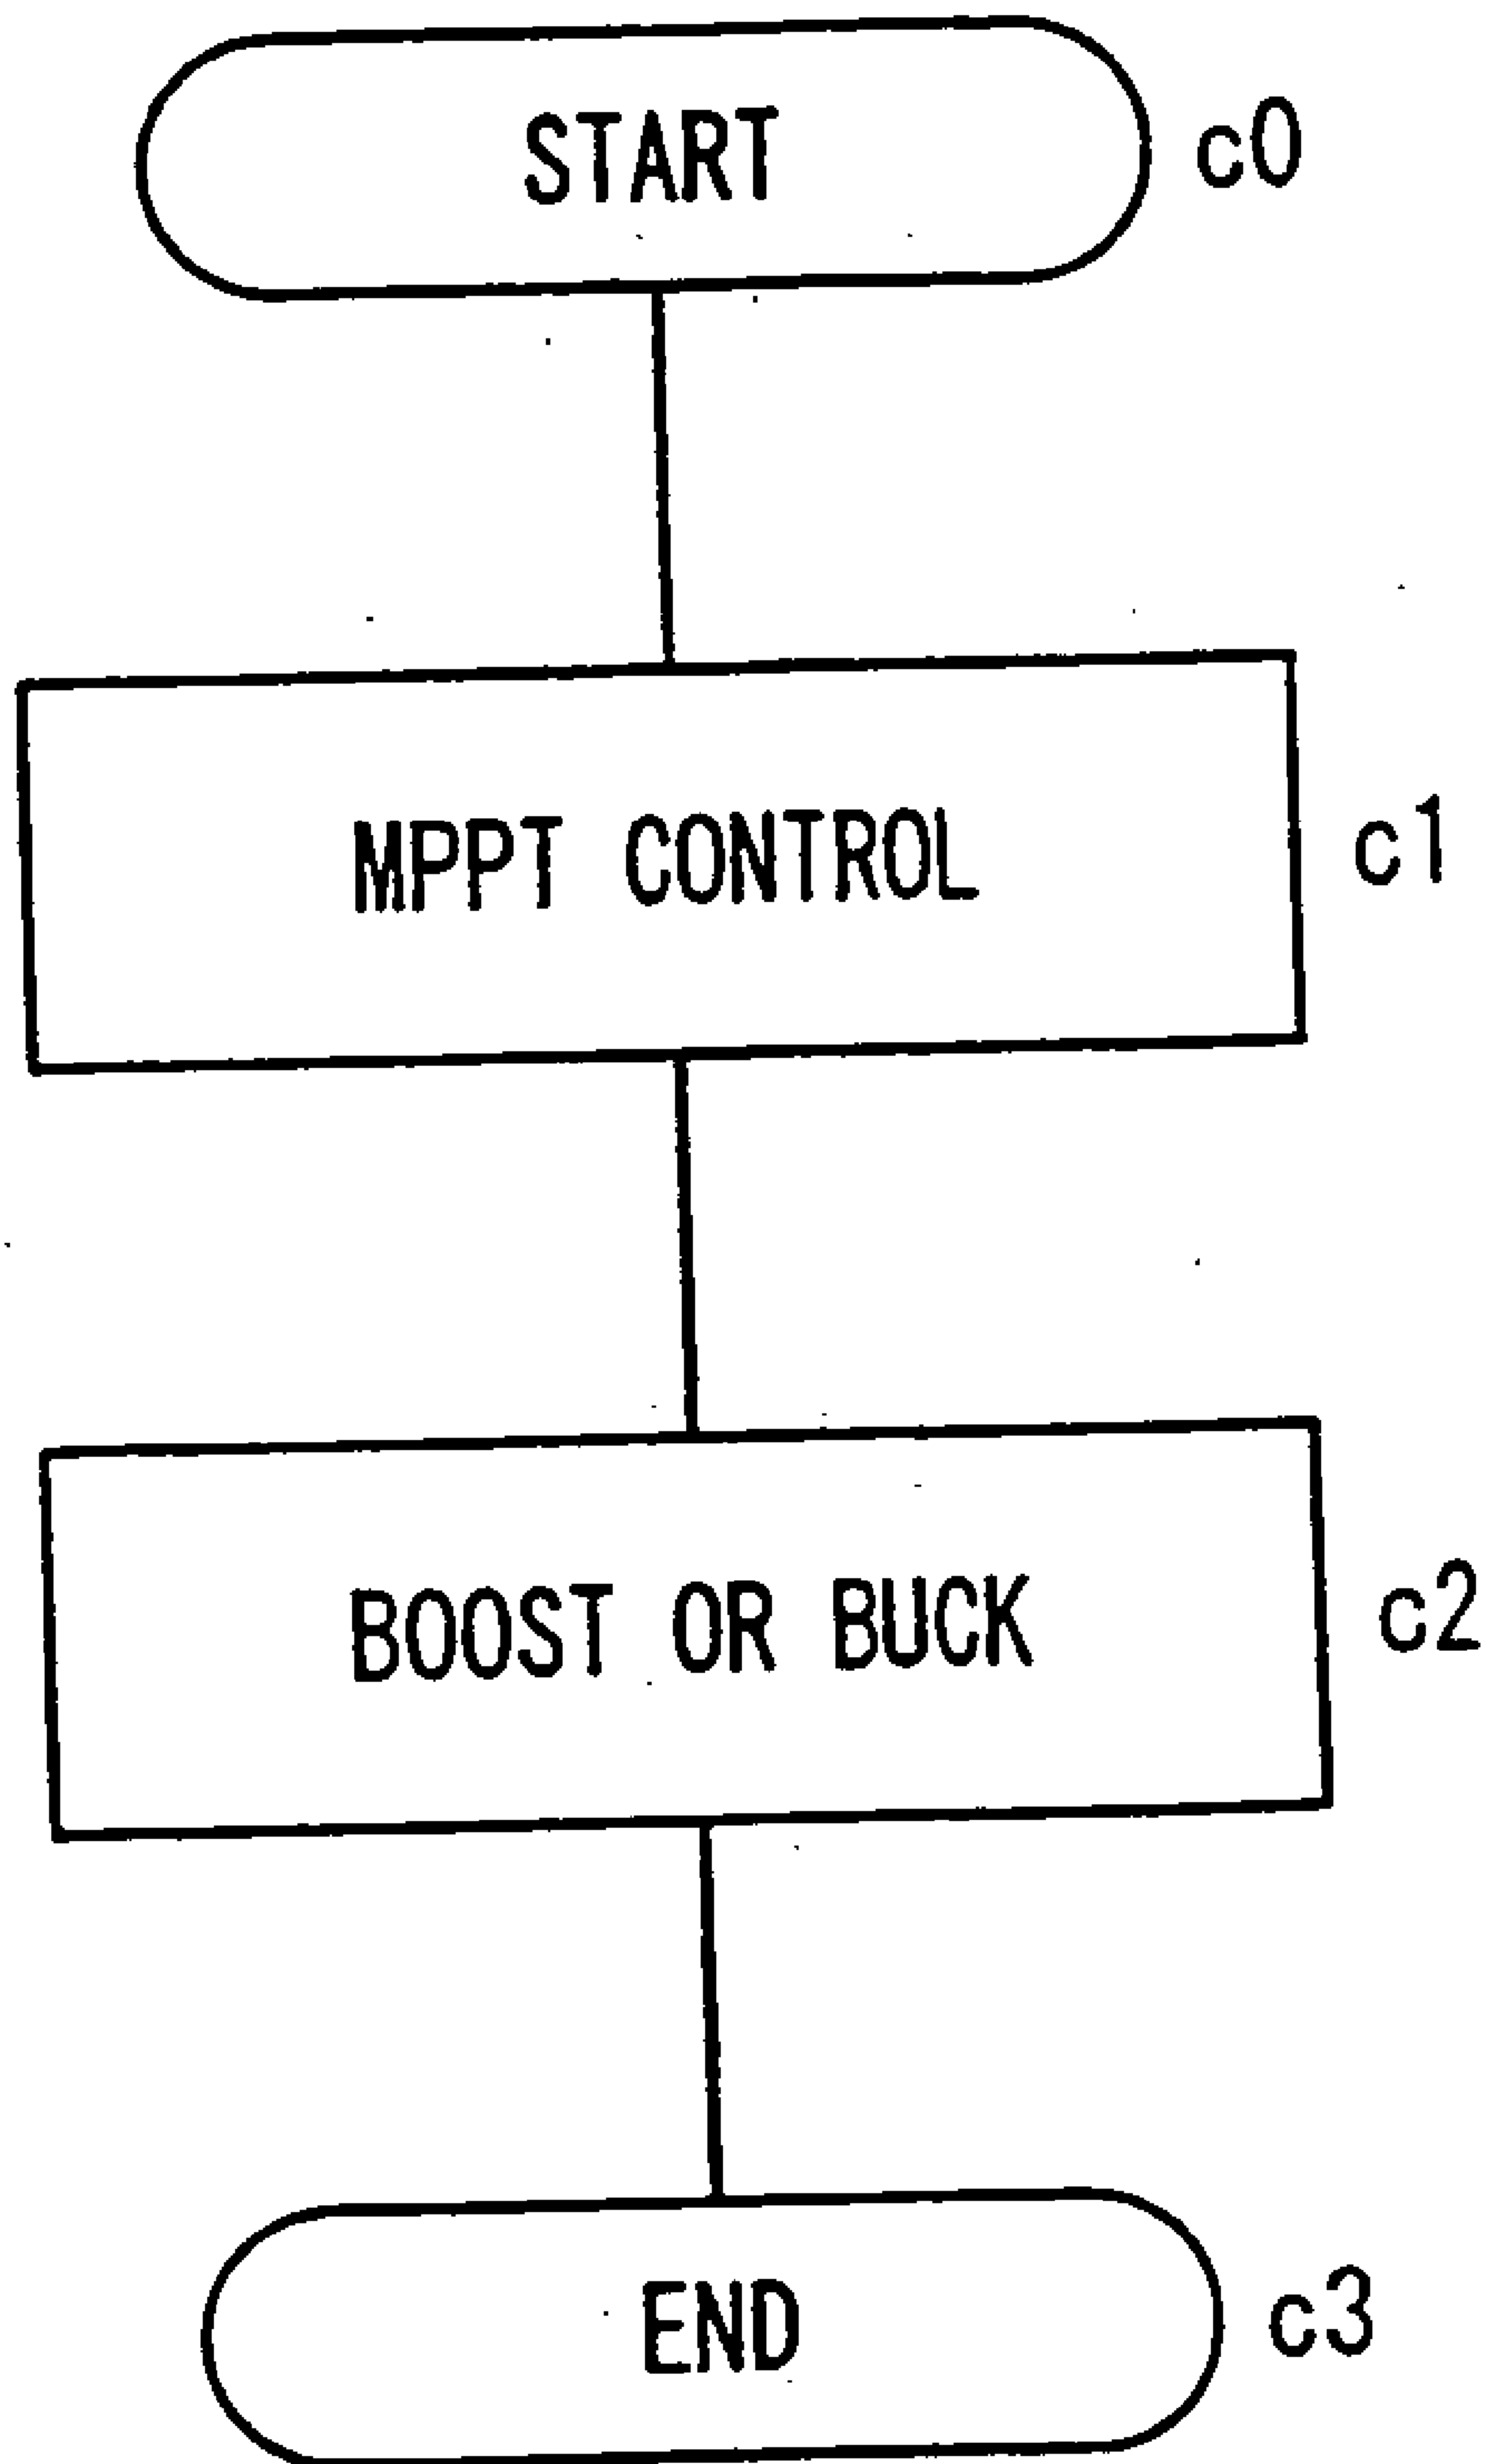 START c0
MPPT CONTROL c1
BOOST OR BUCK c2
END c3